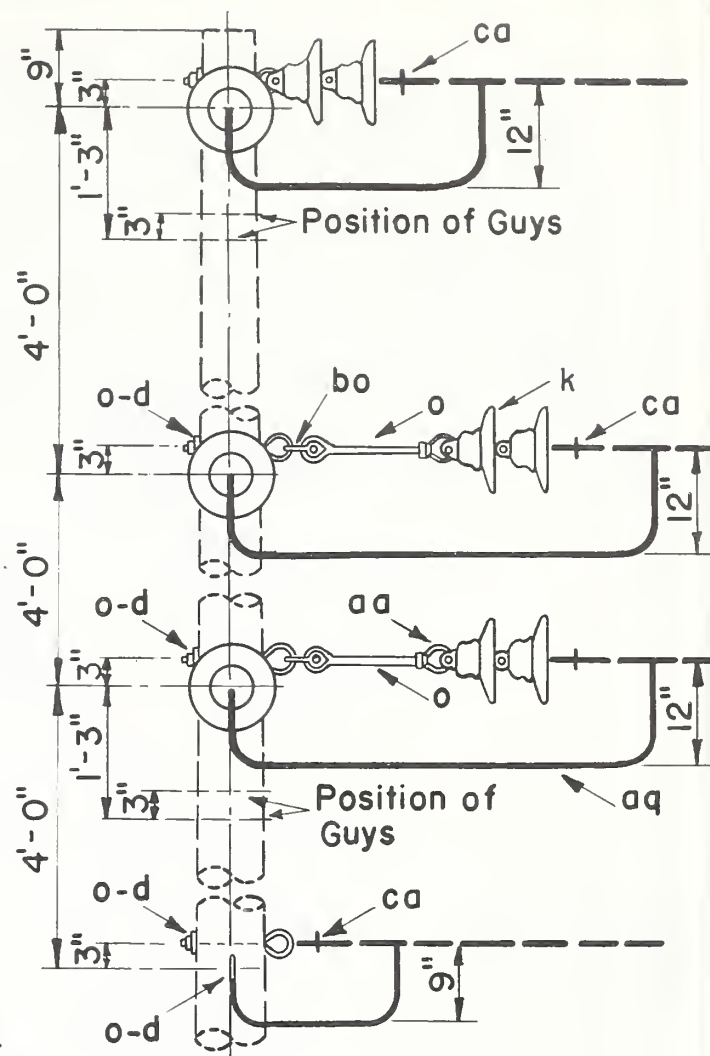 9"
3"
ca
12"
1'-3"
3"
Position of Guys
4'-0"
o-d
bo
o
k
ca
3"
12"
4'-0"
o-d
aa
3"
o
12"
1'-3"
3"
Position of
Guys
aq
4'-0"
o-d
ca
3"
9"
o-d